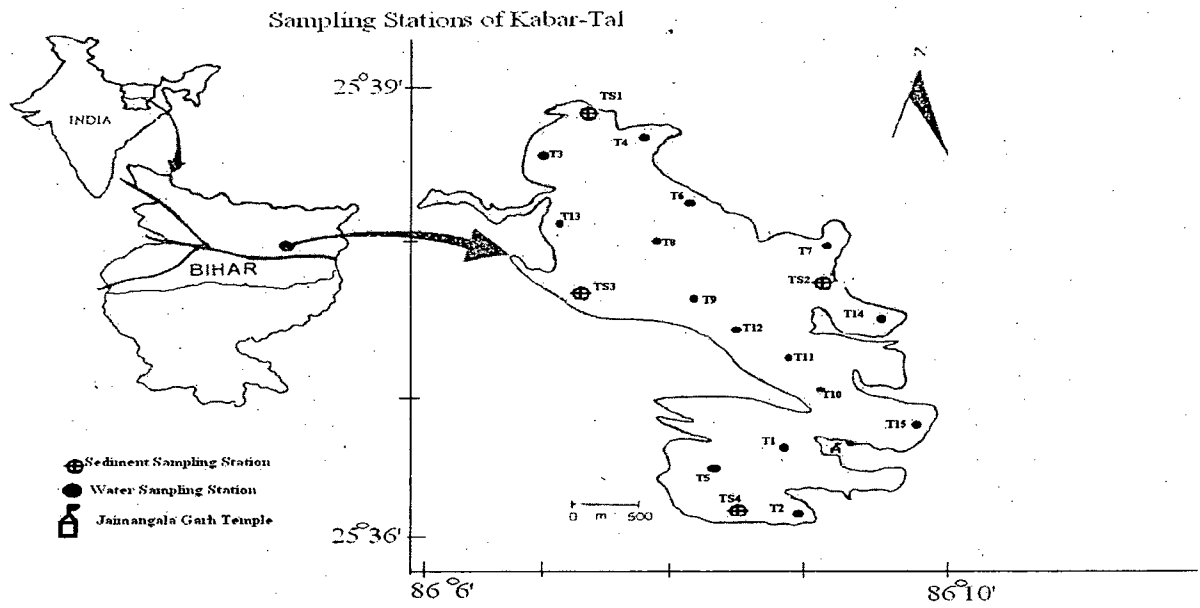 Sampling Stations of Kabar-Tal
N
25°39'
TS1
T4
T3
INDIA
T6
T13
T8
T7
BIHAR
TS3
TS2
T9
T14
T12
T11
T10
T15
T1
Sediment Sampling Station
T5
Water Sampling Station
TS4
T2
0 m 500
Jaimangala Garh Temple
25°36'
86°6'
86°10'